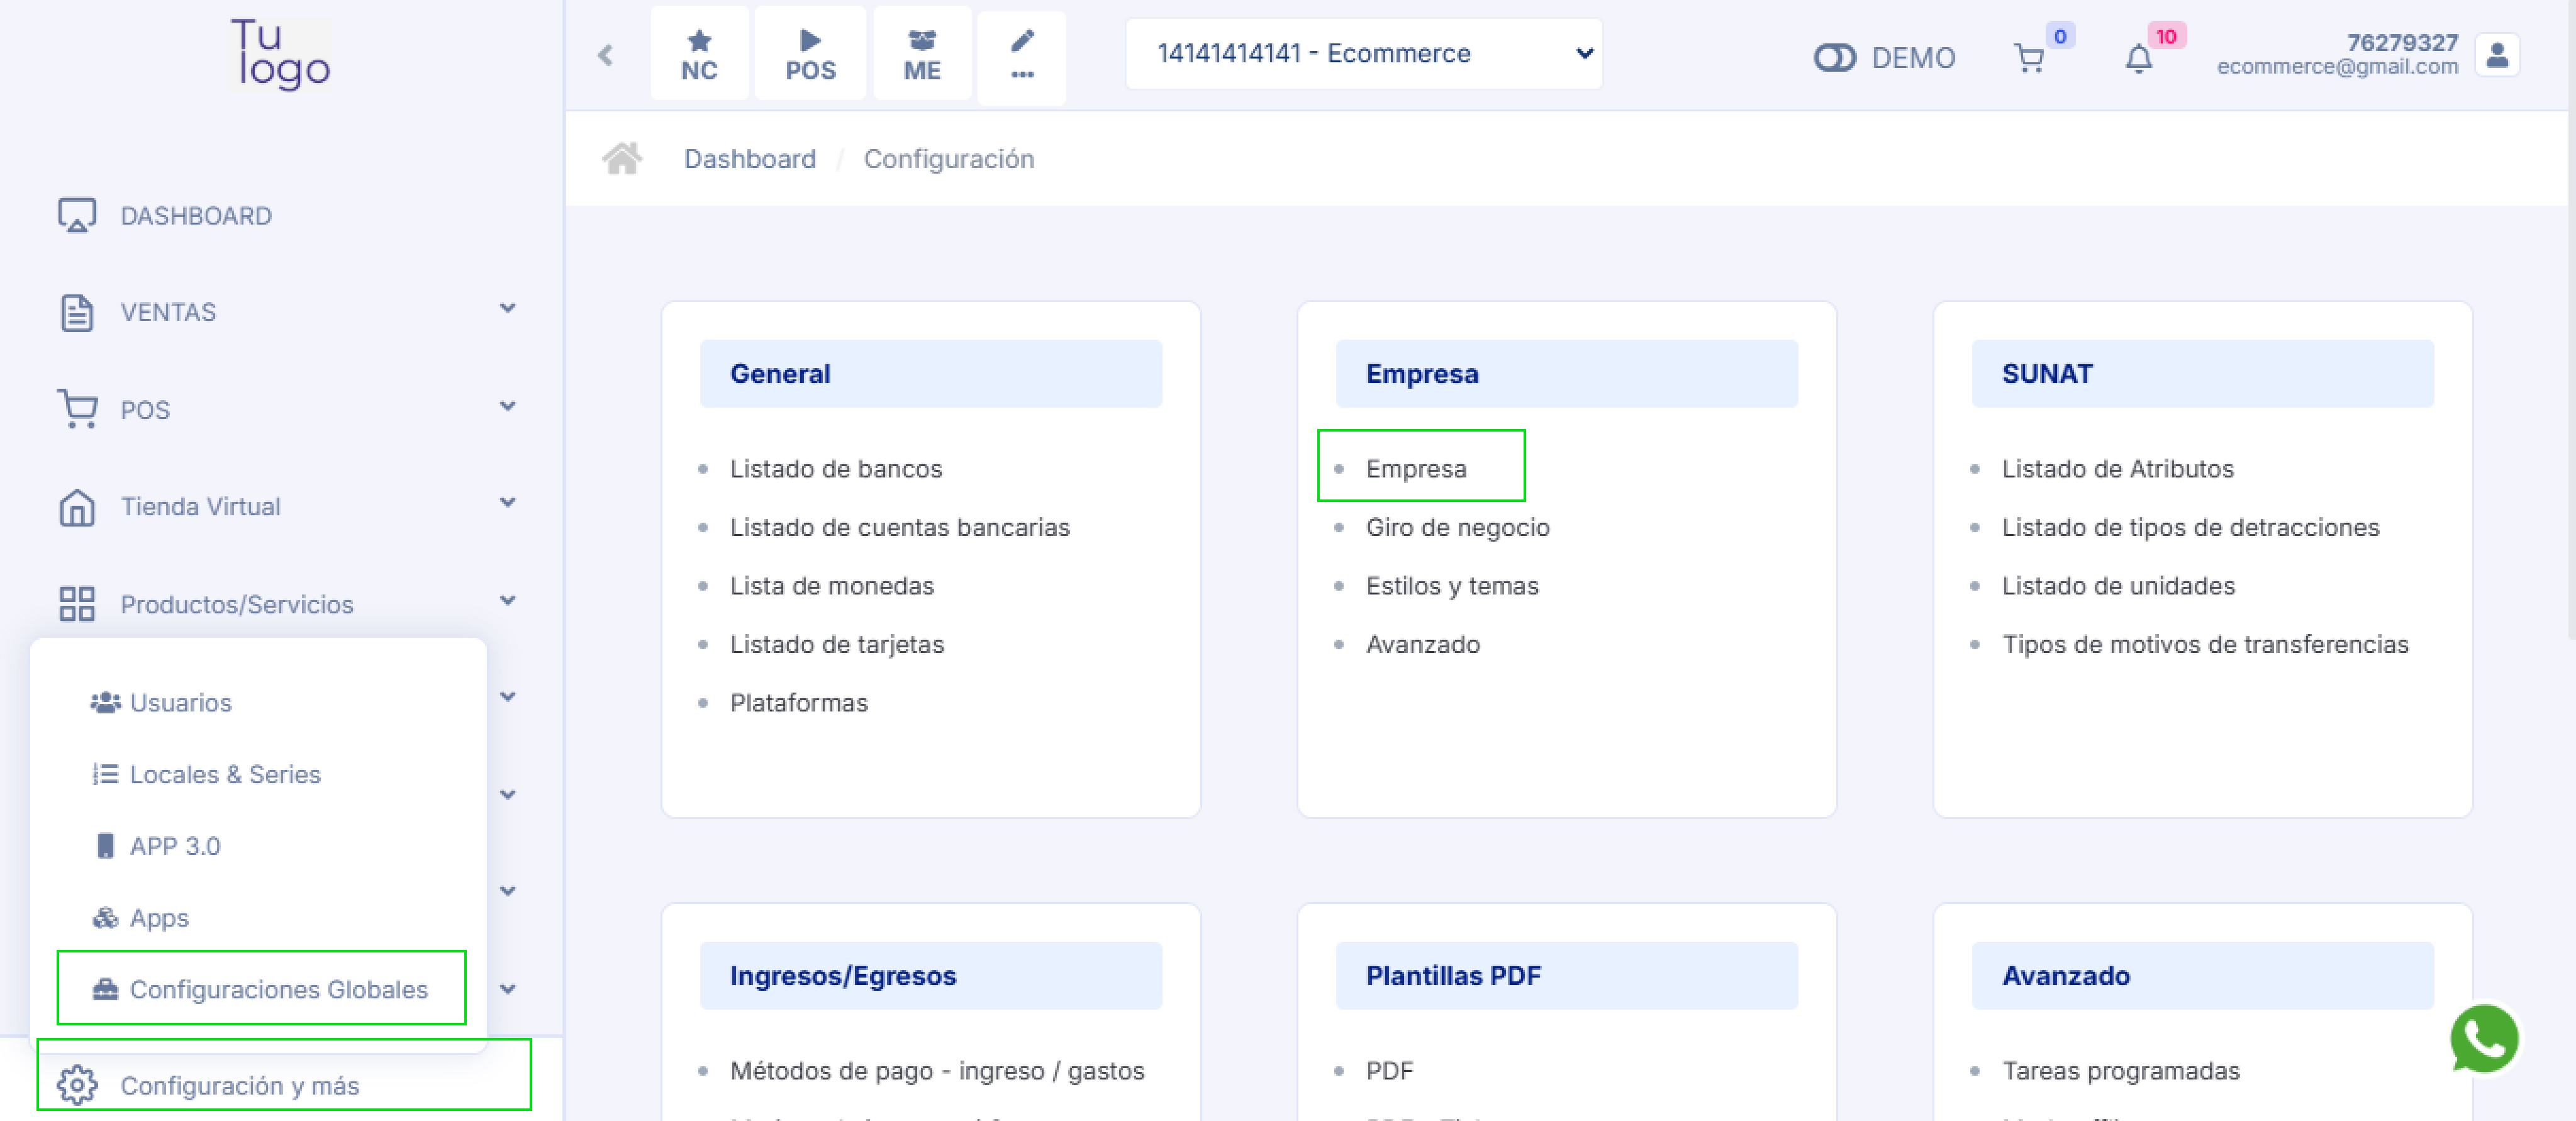 Tu
logo
NC
POS
ME
...
14141414141 - Ecommerce
DEMO
0
10
76279327
ecommerce@gmail.com
Dashboard / Configuración
DASHBOARD
VENTAS
POS
Tienda Virtual
Productos/Servicios
Usuarios
Locales & Series
APP 3.0
Apps
Configuraciones Globales
Configuración y más
General
Listado de bancos
Listado de cuentas bancarias
Lista de monedas
Listado de tarjetas
Plataformas
Empresa
Empresa
Giro de negocio
Estilos y temas
Avanzado
SUNAT
Listado de Atributos
Listado de tipos de detracciones
Listado de unidades
Tipos de motivos de transferencias
Ingresos/Egresos
Métodos de pago - ingreso / gastos
Plantillas PDF
PDF
Avanzado
Tareas programadas